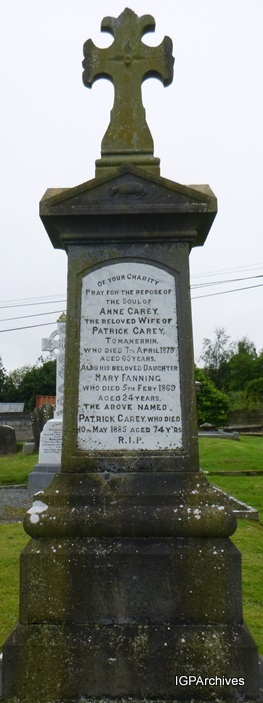 OF YOUR CHARITY
PRAY FOR THE REPOSE OF
THE SOUL OF
ANNE CAREY,
THE BELOVED WIFE OF
PATRICK CAREY,
TOMANERRIN,
WHO DIED 7TH APRIL 1879
AGED 65 YEARS.
ALSO HIS BELOVED DAUGHTER
MARY FANNING
WHO DIED 5TH FEBY 1869
AGED 24 YEARS.
THE ABOVE NAMED
PATRICK CAREY, WHO DIED
MAY 1885 AGED 74 Y'RS
R.I.P.
IGPArchives